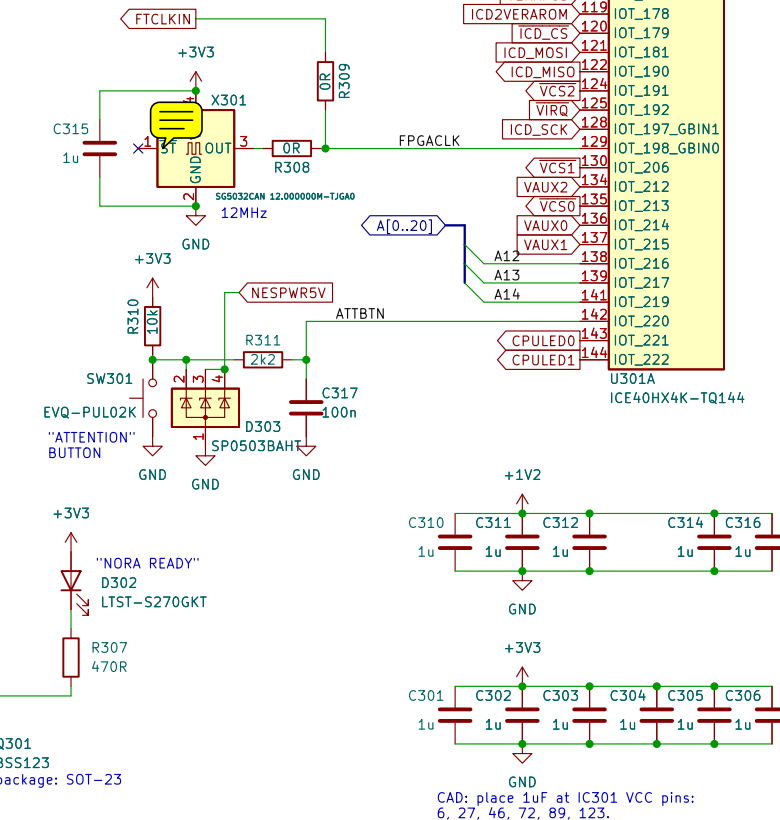 FTCLKIN
+3V3
X301
C315
1u
4
1
ST
GND
OUT
3
2
0R
R309
0R
R308
FPGACLK
SG5032CAN 12.000000M-TJGA0
12MHz
GND
119
ICD2VERAROM
IOT_178
120
ICD_CS
IOT_179
121
ICD_MOSI
IOT_181
122
ICD_MISO
IOT_190
124
VCS2
IOT_191
125
VIRQ
IOT_192
128
ICD_SCK
IOT_197_GBIN1
129
IOT_198_GBIN0
130
VCS1
IOT_206
134
VAUX2
IOT_212
135
VCS0
IOT_213
136
VAUX0
IOT_214
137
VAUX1
IOT_215
A[0..20]
A12
138
IOT_216
A13
139
IOT_217
A14
141
IOT_219
142
IOT_220
143
CPULED0
IOT_221
144
CPULED1
IOT_222
U301A
ICE40HX4K-TQ144
+3V3
NESPWR5V
R310
10k
ATTBTN
R311
2k2
SW301
EVQ-PUL02K
"ATTENTION"
BUTTON
2
3
4
1
D303
SP0503BAHT
C317
100n
GND
GND
GND
+3V3
"NORA READY"
D302
LTST-S270GKT
R307
470R
Q301
BSS123
package: SOT-23
+1V2
C310
C311
C312
C314
C316
1u
1u
1u
1u
1u
GND
+3V3
C301
C302
C303
C304
C305
C306
1u
1u
1u
1u
1u
1u
GND
CAD: place 1uF at IC301 VCC pins:
6, 27, 46, 72, 89, 123.